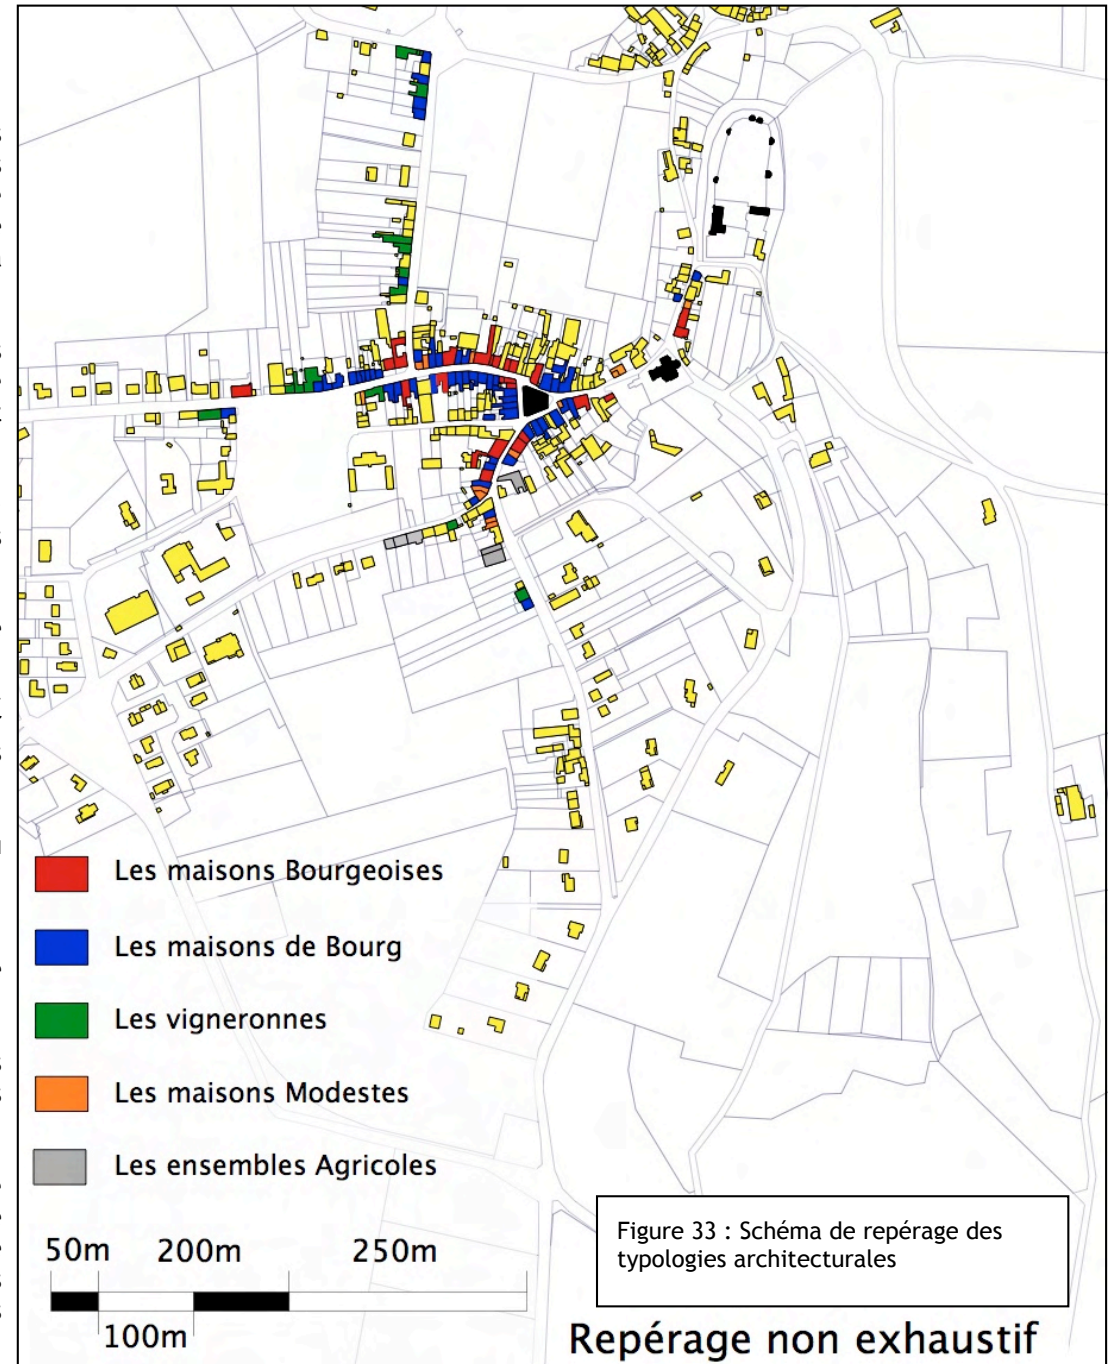 Les maisons Bourgeoises
Les maisons de Bourg
Les vigneronnes
Les maisons Modestes
Les ensembles Agricoles
50m 200m 250m
100m
Figure 33 : Schéma de repérage des
typologies architecturales
Repérage non exhaustif